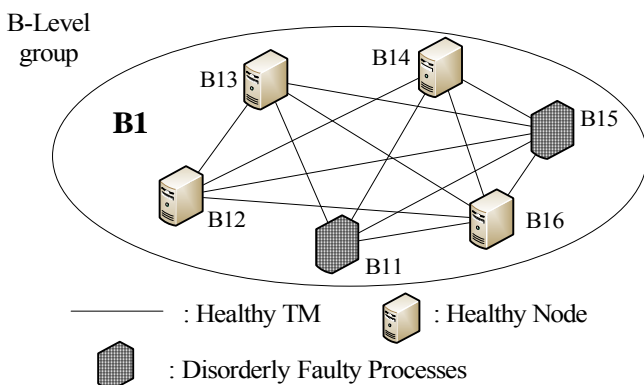 B-Level
group
B14
B13
B15
B1
B12
B16
B11
: Healthy TM
: Healthy Node
: Disorderly Faulty Processes